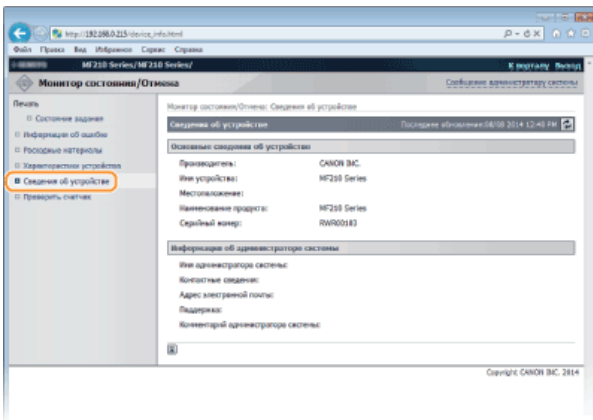 http://192.168.0.215/device_info.html
Файл Правка Вид Избранное Сервис Справка
MF210 Series/MF210 Series/ К порталу Выход
Монитор состояния/Отмена Сообщение администратору системы
Печать
Состояние задания
Информация об ошибке
Расходные материалы
Характеристики устройства
Сведения об устройстве
Проверить счетчик
Монитор состояния/Отмена: Сведения об устройстве
Сведения об устройстве Последнее обновление:08/08 2014 12:48 PM
Основные сведения об устройстве
Производитель: CANON INC.
Имя устройства: MF210 Series
Местоположение:
Наименование продукта: MF210 Series
Серийный номер: RWR00183
Информация об администраторе системы
Имя администратора системы:
Контактные сведения:
Адрес электронной почты:
Поддержка:
Комментарий администратора системы:
Copyright CANON INC. 2014